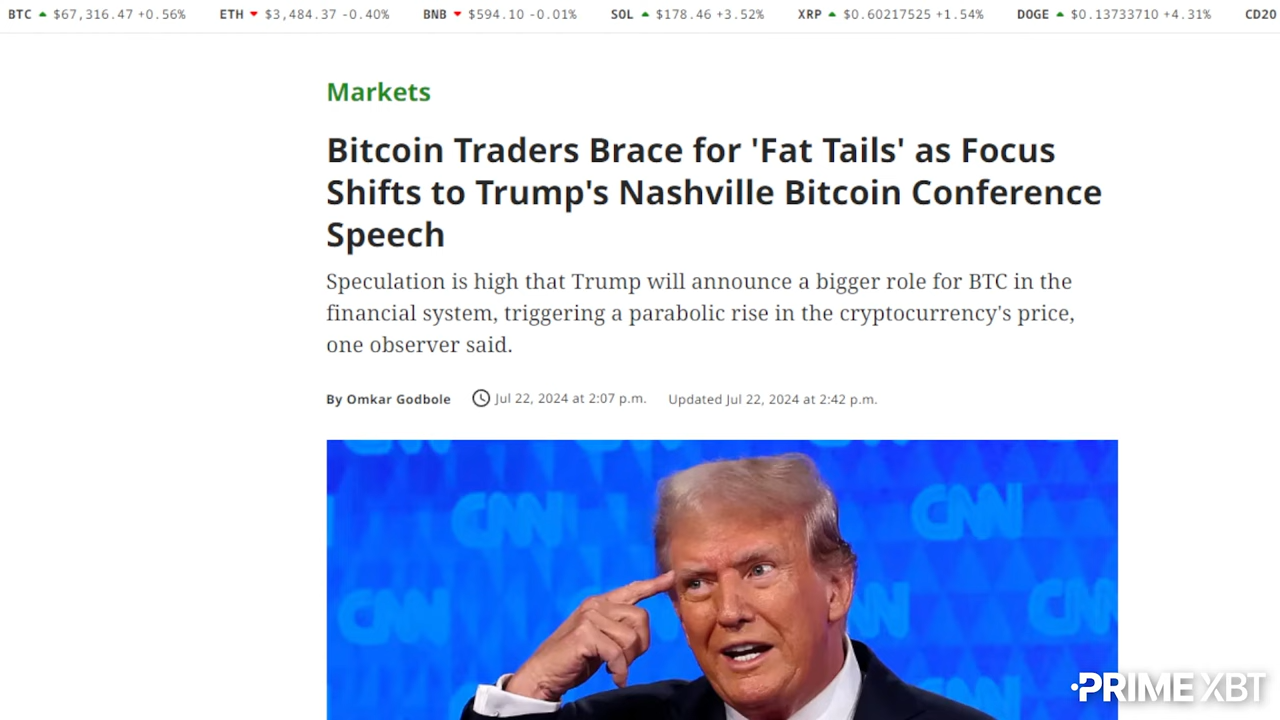 BTC $67,316.47 +0.56% ETH $3,484.37 -0.40% BNB $594.10 -0.01% SOL $178.46 +3.52% XRP $0.60217525 +1.54% DOGE $0.13733710 +4.31% CD20
Markets
Bitcoin Traders Brace for 'Fat Tails' as Focus
Shifts to Trump's Nashville Bitcoin Conference
Speech
Speculation is high that Trump will announce a bigger role for BTC in the
financial system, triggering a parabolic rise in the cryptocurrency's price,
one observer said.
By Omkar Godbole Jul 22, 2024 at 2:07 p.m. Updated Jul 22, 2024 at 2:42 p.m.
CNN CNN
CNN CNN
PRIME XBT